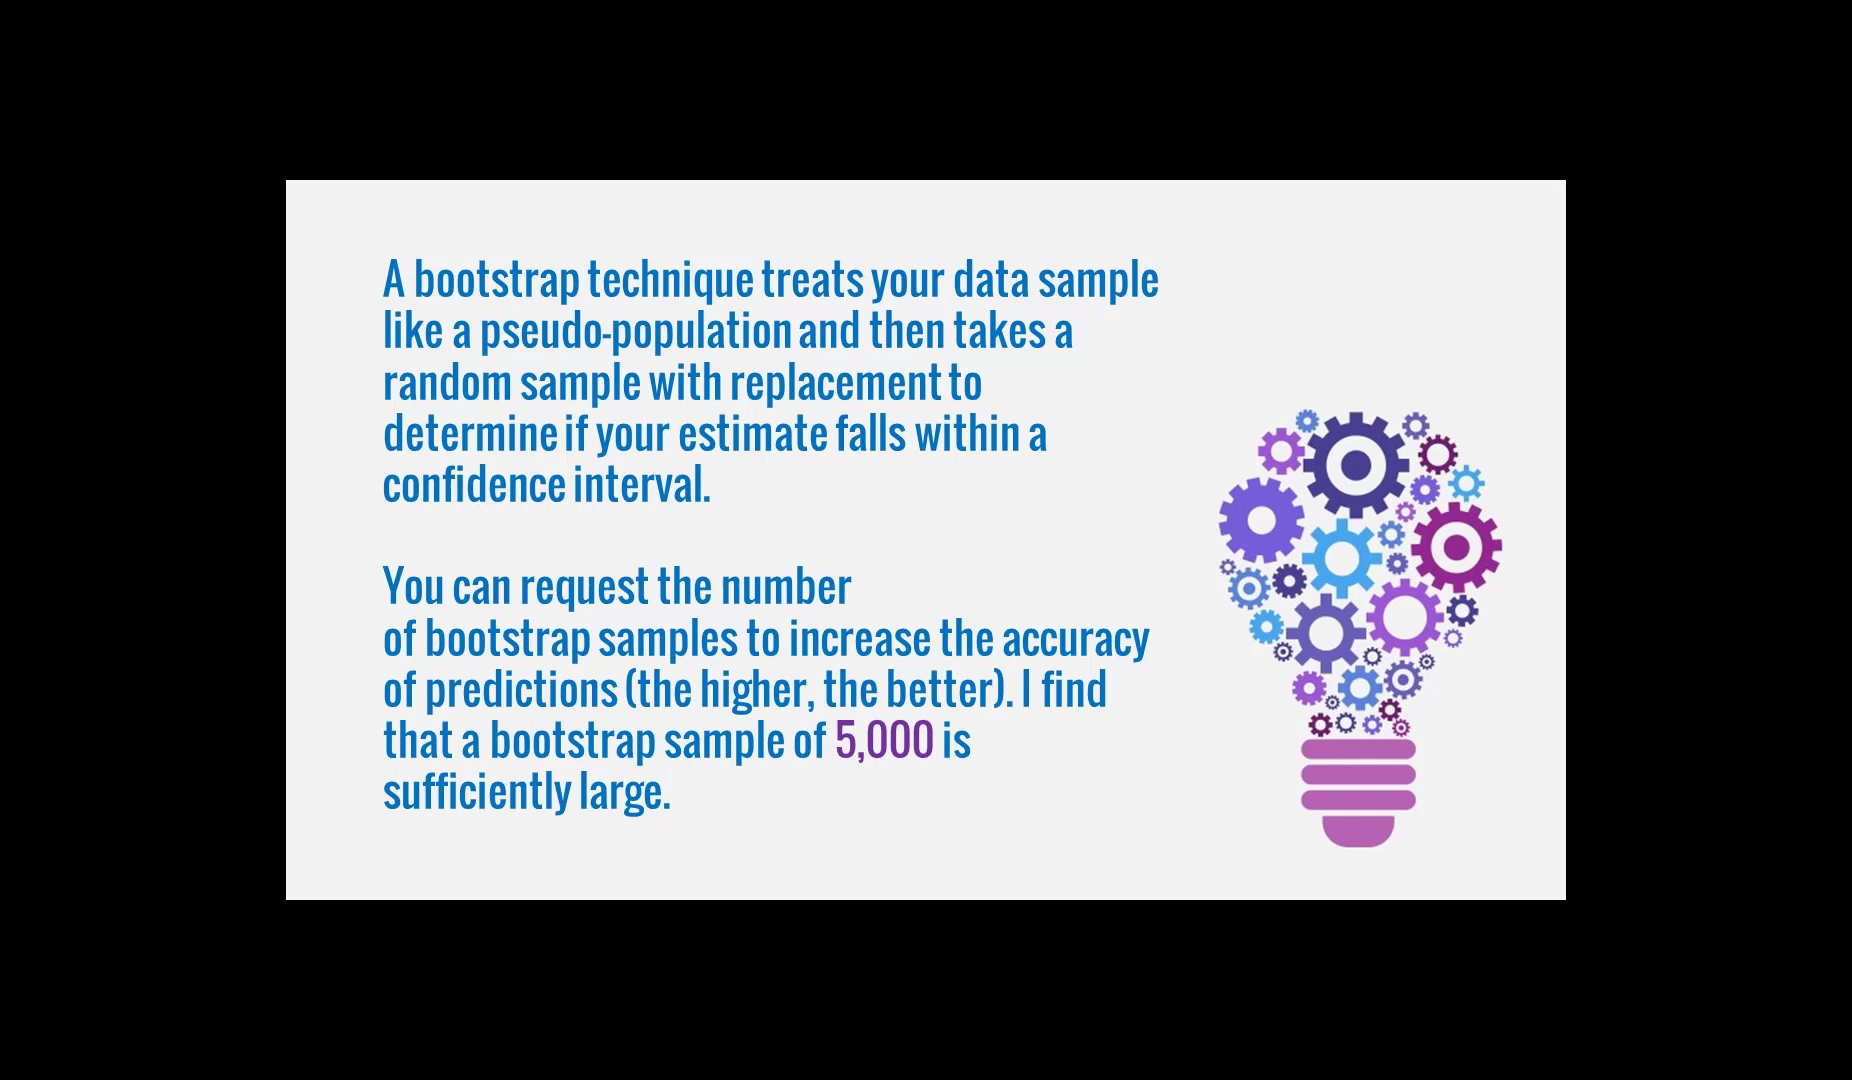 A bootstrap technique treats your data sample
like a pseudo-population and then takes a
random sample with replacement to
determine if your estimate falls within a
confidence interval.
You can request the number
of bootstrap samples to increase the accuracy
of predictions (the higher, the better). I find
that a bootstrap sample of 5,000 is
sufficiently large.